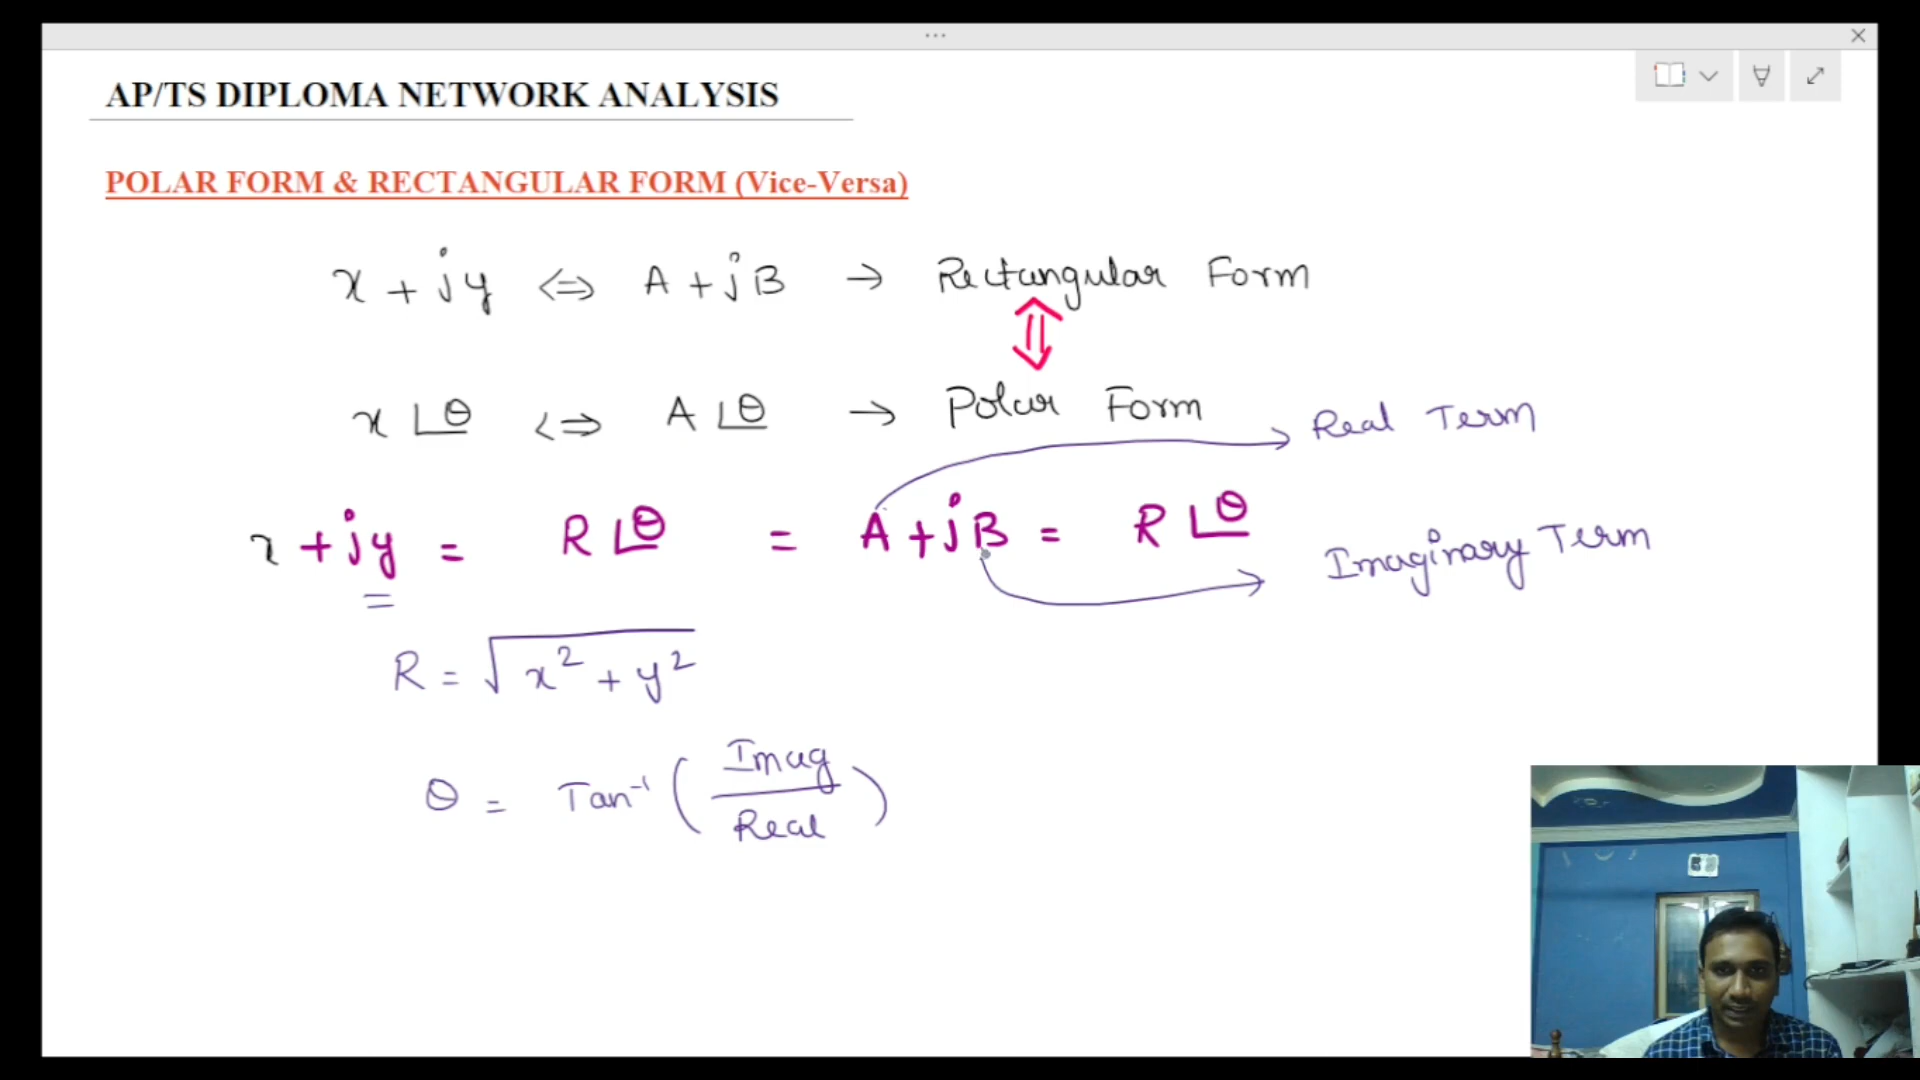 AP/TS DIPLOMA NETWORK ANALYSIS
POLAR FORM & RECTANGULAR FORM (Vice-Versa)
x + jy ⇔ A + jB → Rectangular Form
⇕
x∠θ ⇔ A∠θ → Polar Form
Real Term
x + jy = R∠θ = A + jB = R∠θ
Imaginary Term
R = √(x² + y²)
θ = Tan⁻¹ (Imag / Real)